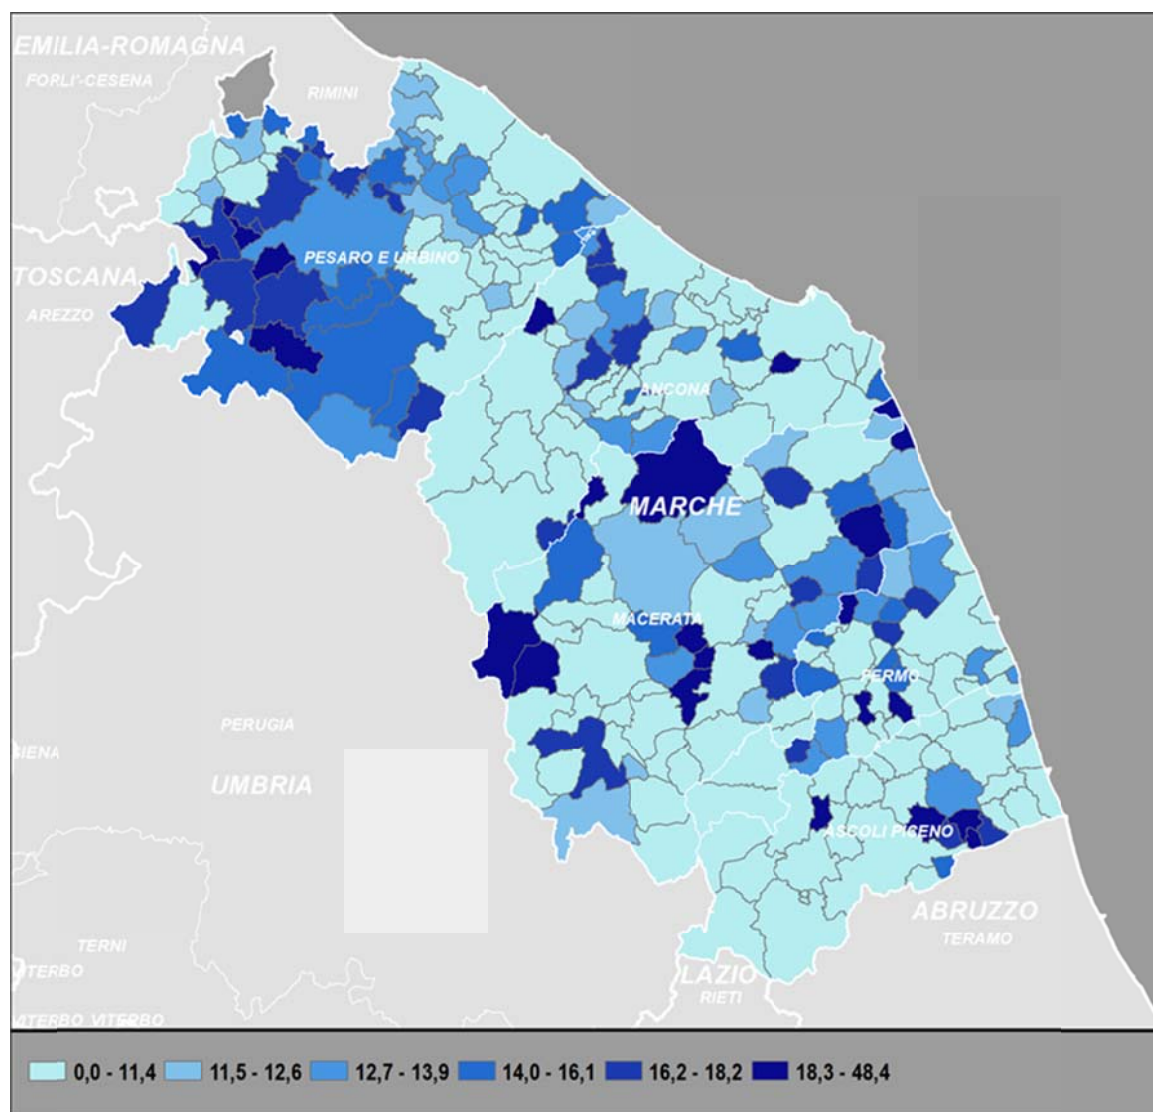 EMILIA-ROMAGNA
FORLI'-CESENA
RIMINI
PESARO E URBINO
TOSCANA
AREZZO
ANCONA
MARCHE
MACERATA
FERMO
PERUGIA
SIENA
UMBRIA
ASCOLI PICENO
ABRUZZO
TERAMO
TERNI
VITERBO
LAZIO
RIETI
VITERBO VITERBO
0,0 - 11,4 11,5 - 12,6 12,7 - 13,9 14,0 - 16,1 16,2 - 18,2 18,3 - 48,4